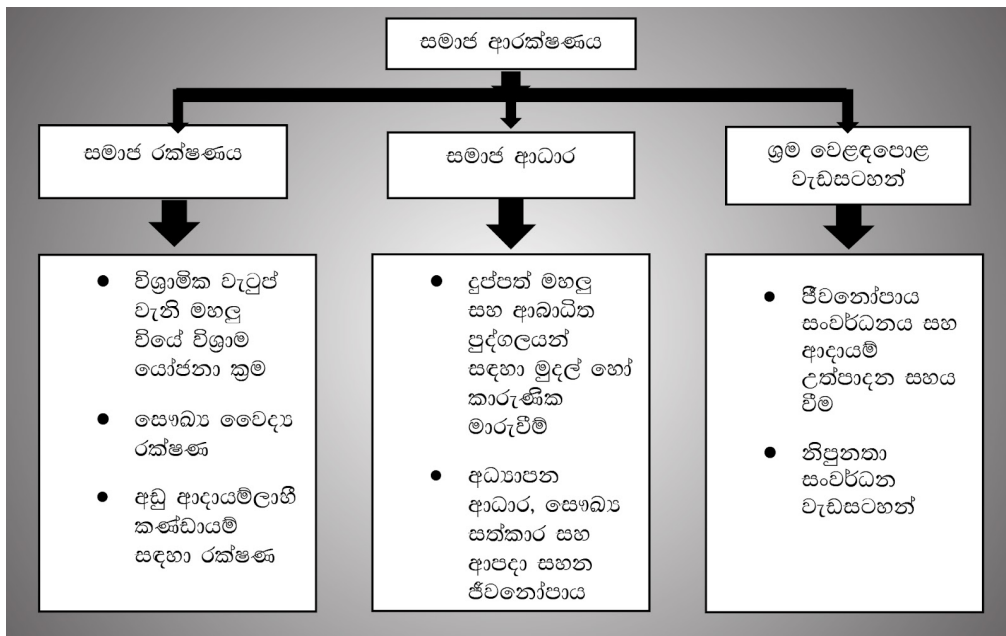 සමාජ ආරක්ෂණය
සමාජ රක්ෂණය
සමාජ ආධාර
ශ්‍රම වෙළඳපොළ
වැඩසටහන්
● විශ්‍රාමික වැටුප්
වැනි මහලු
වියේ විශ්‍රාම
යෝජනා ක්‍රම
● සෞඛ්‍ය වෛද්‍ය
රක්ෂණ
● අඩු ආදායම්ලාභී
කණ්ඩායම්
සඳහා රක්ෂණ
● දුප්පත් මහලු
සහ ආබාධිත
පුද්ගලයන්
සඳහා මුදල් හෝ
කාරුණික
මාරුවීම්
● අධ්‍යාපන
ආධාර, සෞඛ්‍ය
සත්කාර සහ
ආපදා සහන
ජීවනෝපාය
● ජීවනෝපාය
සංවර්ධනය සහ
ආදායම්
උත්පාදන සහය
වීම
● නිපුනතා
සංවර්ධන
වැඩසටහන්